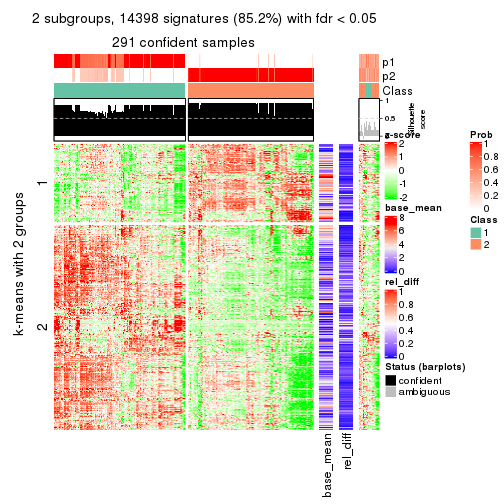 2 subgroups, 14398 signatures (85.2%) with fdr < 0.05
291 confident samples
p1
p2
Class
1
0.5
0
Silhouette
score
k-means with 2 groups
1
2
base_mean
rel_diff
z-score
2
1
0
-1
-2
base_mean
8
6
4
2
0
rel_diff
1
0.8
0.6
0.4
0.2
0
Status (barplots)
confident
ambiguous
Prob
1
0.8
0.6
0.4
0.2
0
Class
1
2